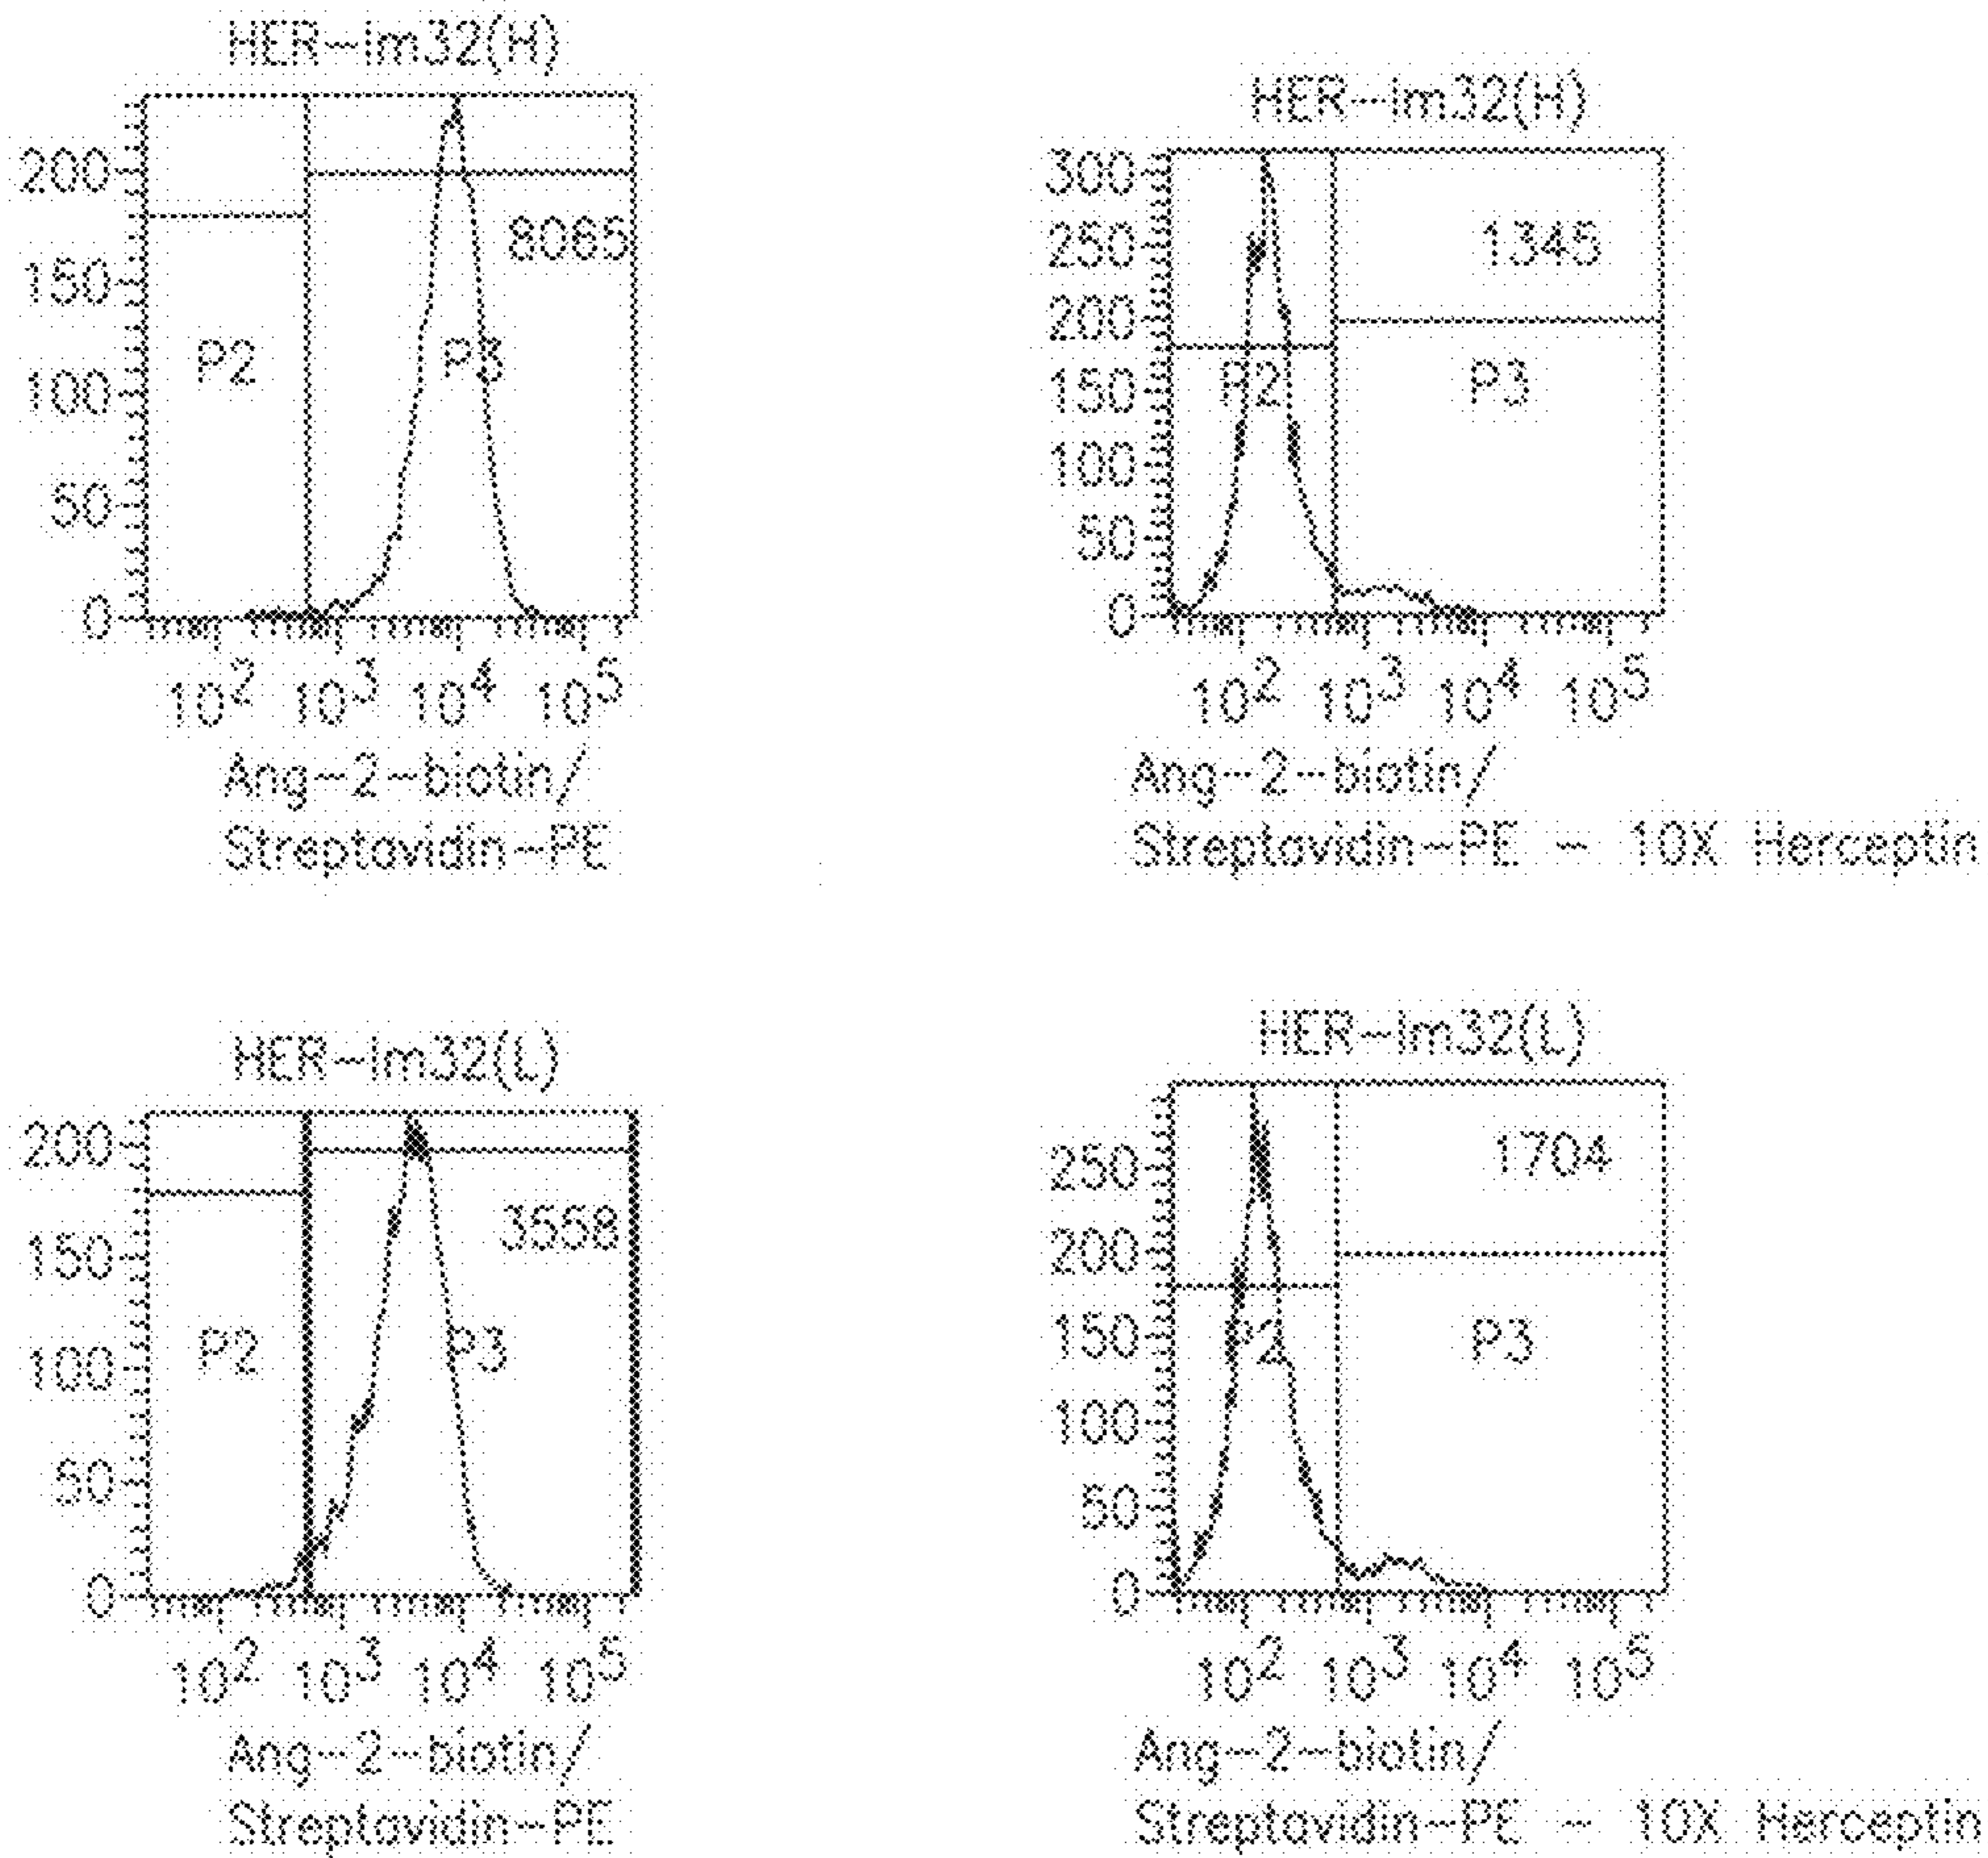 HER-lm32(H)
200
150
100
50
0
8065
P2
P3
10^2 10^3 10^4 10^5
Ang-2-biotin/
Streptavidin-PE
HER-lm32(H)
300
250
200
150
100
50
0
1345
P2
P3
10^2 10^3 10^4 10^5
Ang-2-biotin/
Streptavidin-PE - 10X Herceptin
HER-lm32(L)
200
150
100
50
0
3558
P2
P3
10^2 10^3 10^4 10^5
Ang-2-biotin/
Streptavidin-PE
HER-lm32(L)
250
200
150
100
50
0
1704
P2
P3
10^2 10^3 10^4 10^5
Ang-2-biotin/
Streptavidin-PE - 10X Herceptin